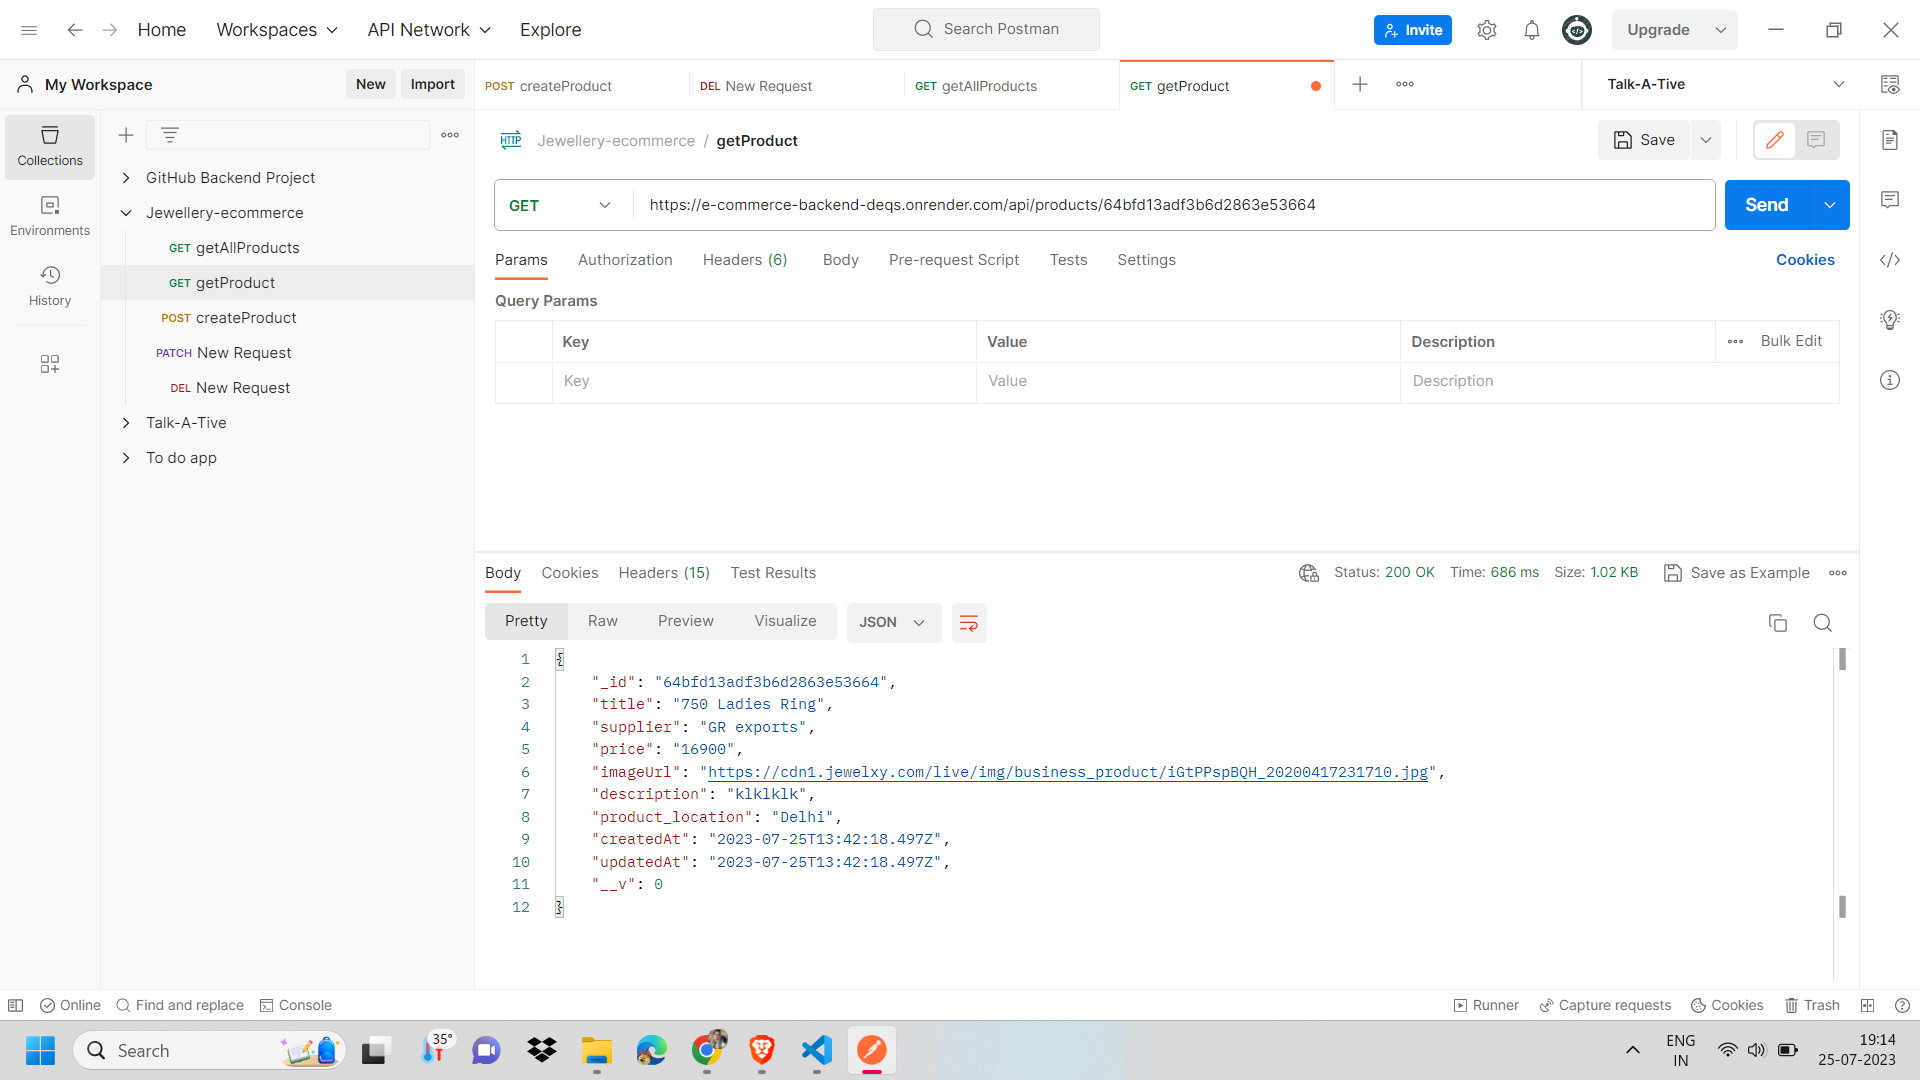 Home Workspaces API Network Explore Search Postman Invite Upgrade
My Workspace New Import
POST createProduct DEL New Request GET getAllProducts GET getProduct Talk-A-Tive
Collections
Environments
History
GitHub Backend Project
Jewellery-ecommerce
GET getAllProducts
GET getProduct
POST createProduct
PATCH New Request
DEL New Request
Talk-A-Tive
To do app
HTTP Jewellery-ecommerce / getProduct Save
GET https://e-commerce-backend-deqs.onrender.com/api/products/64bfd13adf3b6d2863e53664 Send
Params Authorization Headers (6) Body Pre-request Script Tests Settings Cookies
Query Params
Key Value Description Bulk Edit
Key Value Description
Body Cookies Headers (15) Test Results Status: 200 OK Time: 686 ms Size: 1.02 KB Save as Example
Pretty Raw Preview Visualize JSON
1 {
2 "_id": "64bfd13adf3b6d2863e53664",
3 "title": "750 Ladies Ring",
4 "supplier": "GR exports",
5 "price": "16900",
6 "imageUrl": "https://cdn1.jewelxy.com/live/img/business_product/iGtPPspBQH_20200417231710.jpg",
7 "description": "klklklk",
8 "product_location": "Delhi",
9 "createdAt": "2023-07-25T13:42:18.497Z",
10 "updatedAt": "2023-07-25T13:42:18.497Z",
11 "__v": 0
12 }
Online Find and replace Console Runner Capture requests Cookies Trash
Search 35° ENG 19:14
IN 25-07-2023